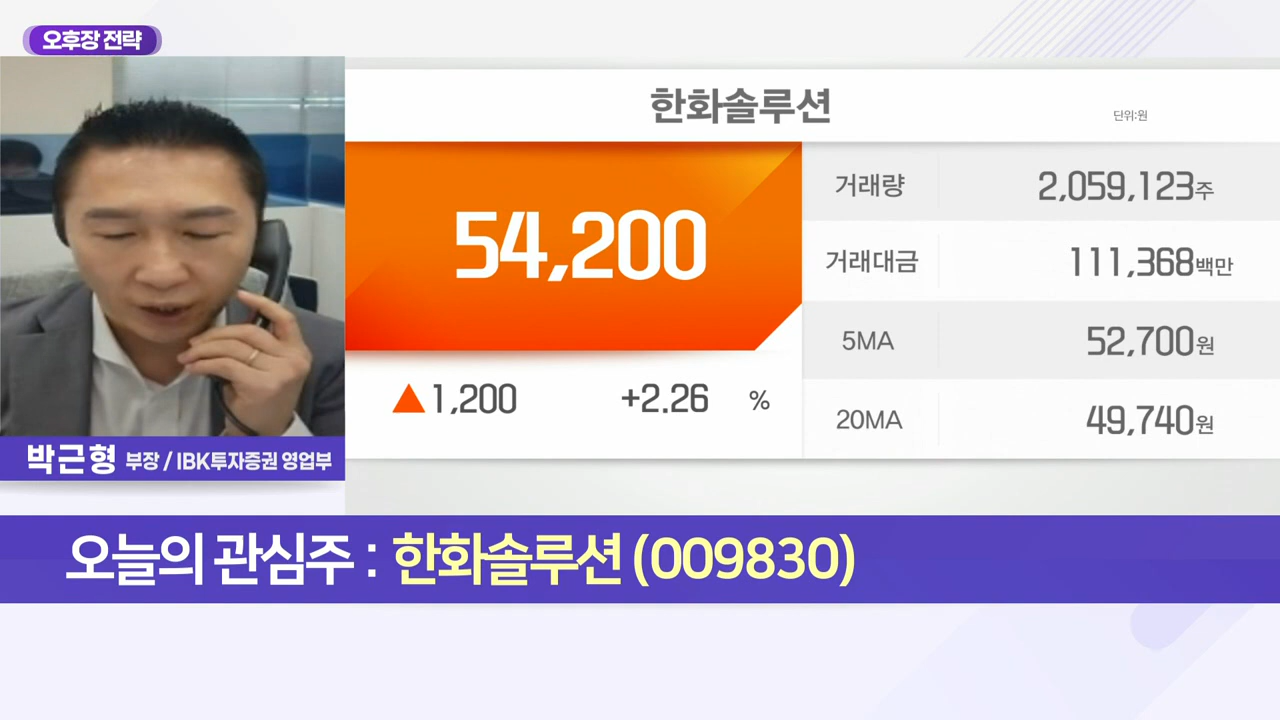 오후장 전략
한화솔루션
단위:원
54,200
▲1,200 +2.26 %
거래량 2,059,123주
거래대금 111,368백만
5MA 52,700원
20MA 49,740원
박근형 부장 / IBK투자증권 영업부
오늘의 관심주 : 한화솔루션 (009830)